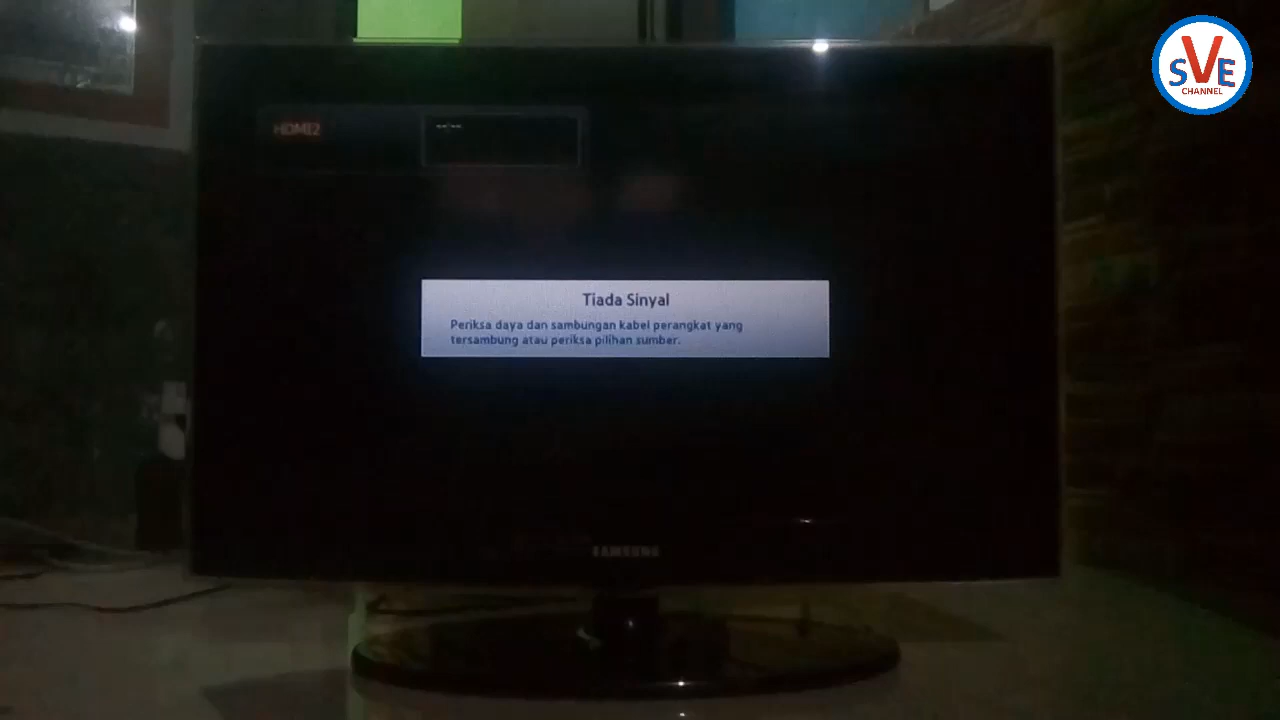 SVE
CHANNEL
HDMI2
--:--
Tiada Sinyal
Periksa daya dan sambungan kabel perangkat yang
tersambung atau periksa pilihan sumber.
SAMSUNG